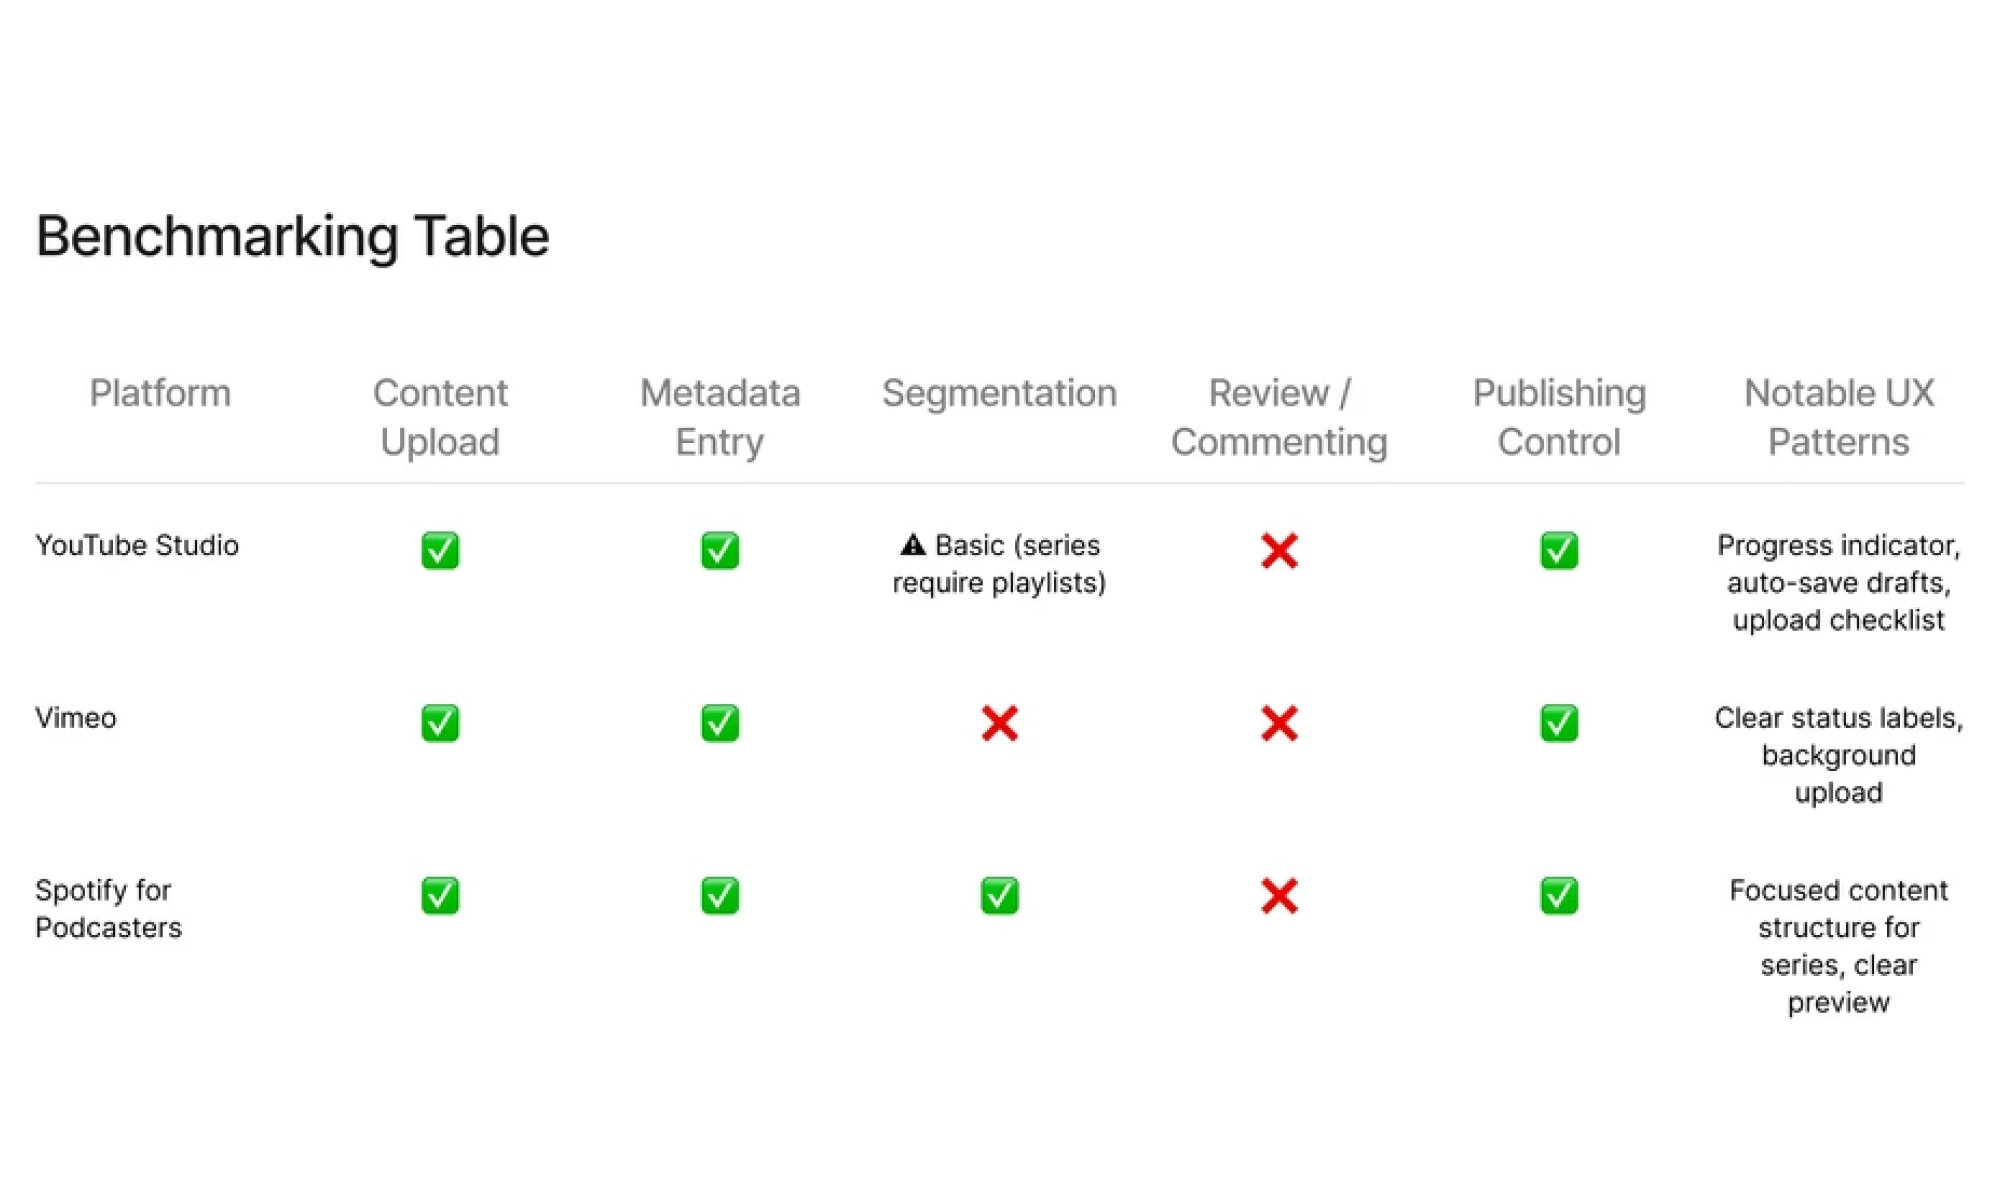 Benchmarking Table
Platform
Content
Upload
Metadata
Entry
Segmentation
Review /
Commenting
Publishing
Control
Notable UX
Patterns
YouTube Studio
✅
✅
⚠ Basic (series
require playlists)
❌
✅
Progress indicator,
auto-save drafts,
upload checklist
Vimeo
✅
✅
❌
❌
✅
Clear status labels,
background
upload
Spotify for
Podcasters
✅
✅
✅
❌
✅
Focused content
structure for
series, clear
preview